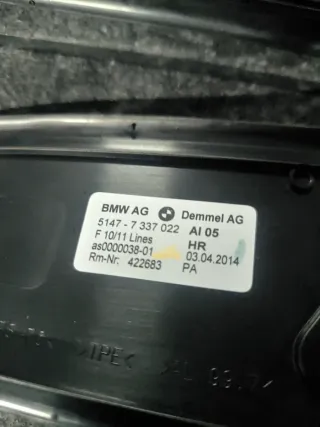 BMW AG Demmel AG
5147 - 7 337 022 AI 05
F 10/11 Lines HR
as0000038-01 03.04.2014
Rm-Nr. 422683 PA